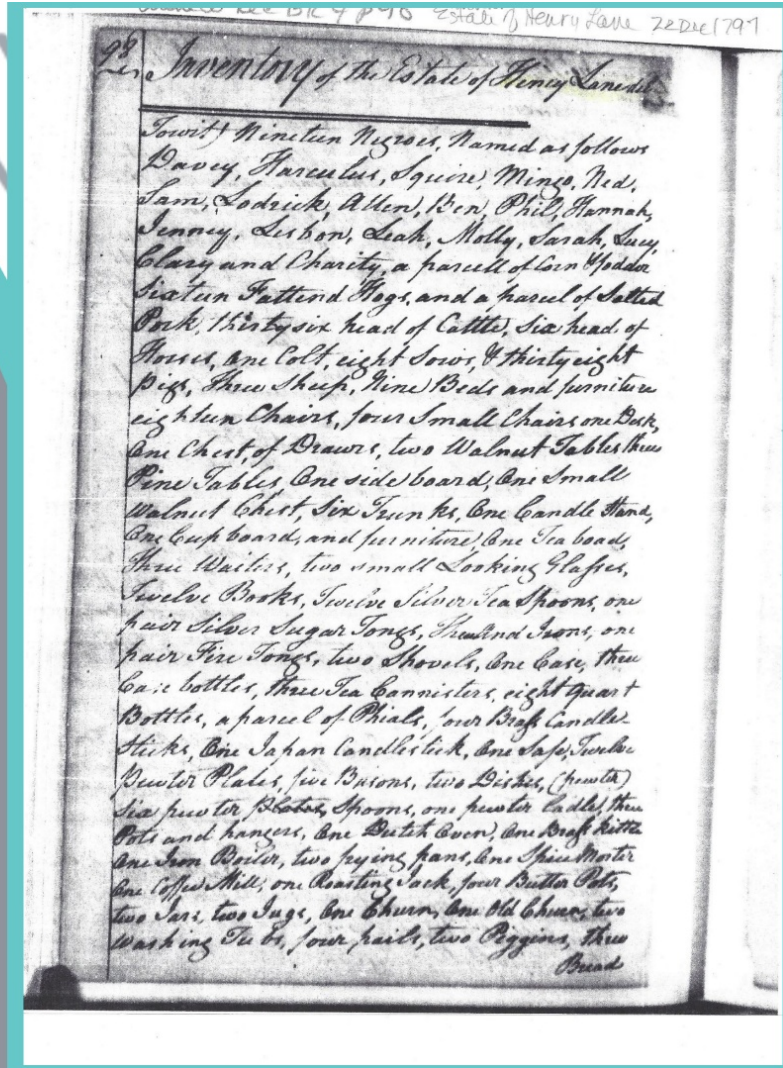 Rec Bk 4 p 98 Estate of Henry Lane 22 Dec 1797
98
Inventory of the Estate of Henry Lane
Towit) Nineteen Negroes, Named as follows
Davey, Harculus, Squire, Mingo, Ned,
Sam, Lodrick, Allen, Ben, Phil, Hannah,
Jenney, Lesbon, Leah, Molly, Sarah, Lucy,
Clary and Charity, a parcell of Corn & fodder
Sixteen Fattend Hogs, and a parcel of Salted
Pork, thirty six head of Cattle, Six head of
Horses, one Colt, eight Sows, & thirty eight
Pigs, Three Sheep, Nine Beds and furniture
eighteen Chairs, four Small Chairs one Desk,
One Chest, of Drawrs, two Walnut Tables three
Pine Tables, One side board, One Small
Walnut Chest, Six Trunks, One Candle Stand,
One Cup board, and furniture, One Tea boad,
Three Waiters, two small Looking Glasses,
Twelve Books, Twelve Silver Tea Spoons, one
pair Silver Sugar Tongs, Three And Irons, one
pair Fire Tongs, two Shovels, One Case, three
Case bottles, three Tea Cannisters, eight Quart
Bottles, a parcel of Phials, four Brass Candle
Sticks, One Japan Candlestick, One Safe, Twelve
Pewter Plates, five Basons, two Dishes, (pewter)
Six pewter plates, Spoons, one pewter Ladle, three
Pots and hangers, One Dutch Oven, One Brass kittle
One Iron Boiler, two frying pans, One Spice Morter
One Coffee Mill, one Roasting Jack, four Butter Pots,
two Jars, two Jugs, One Churn, One Old two
Washing Tubs, four pails, two Piggins, three
Bread